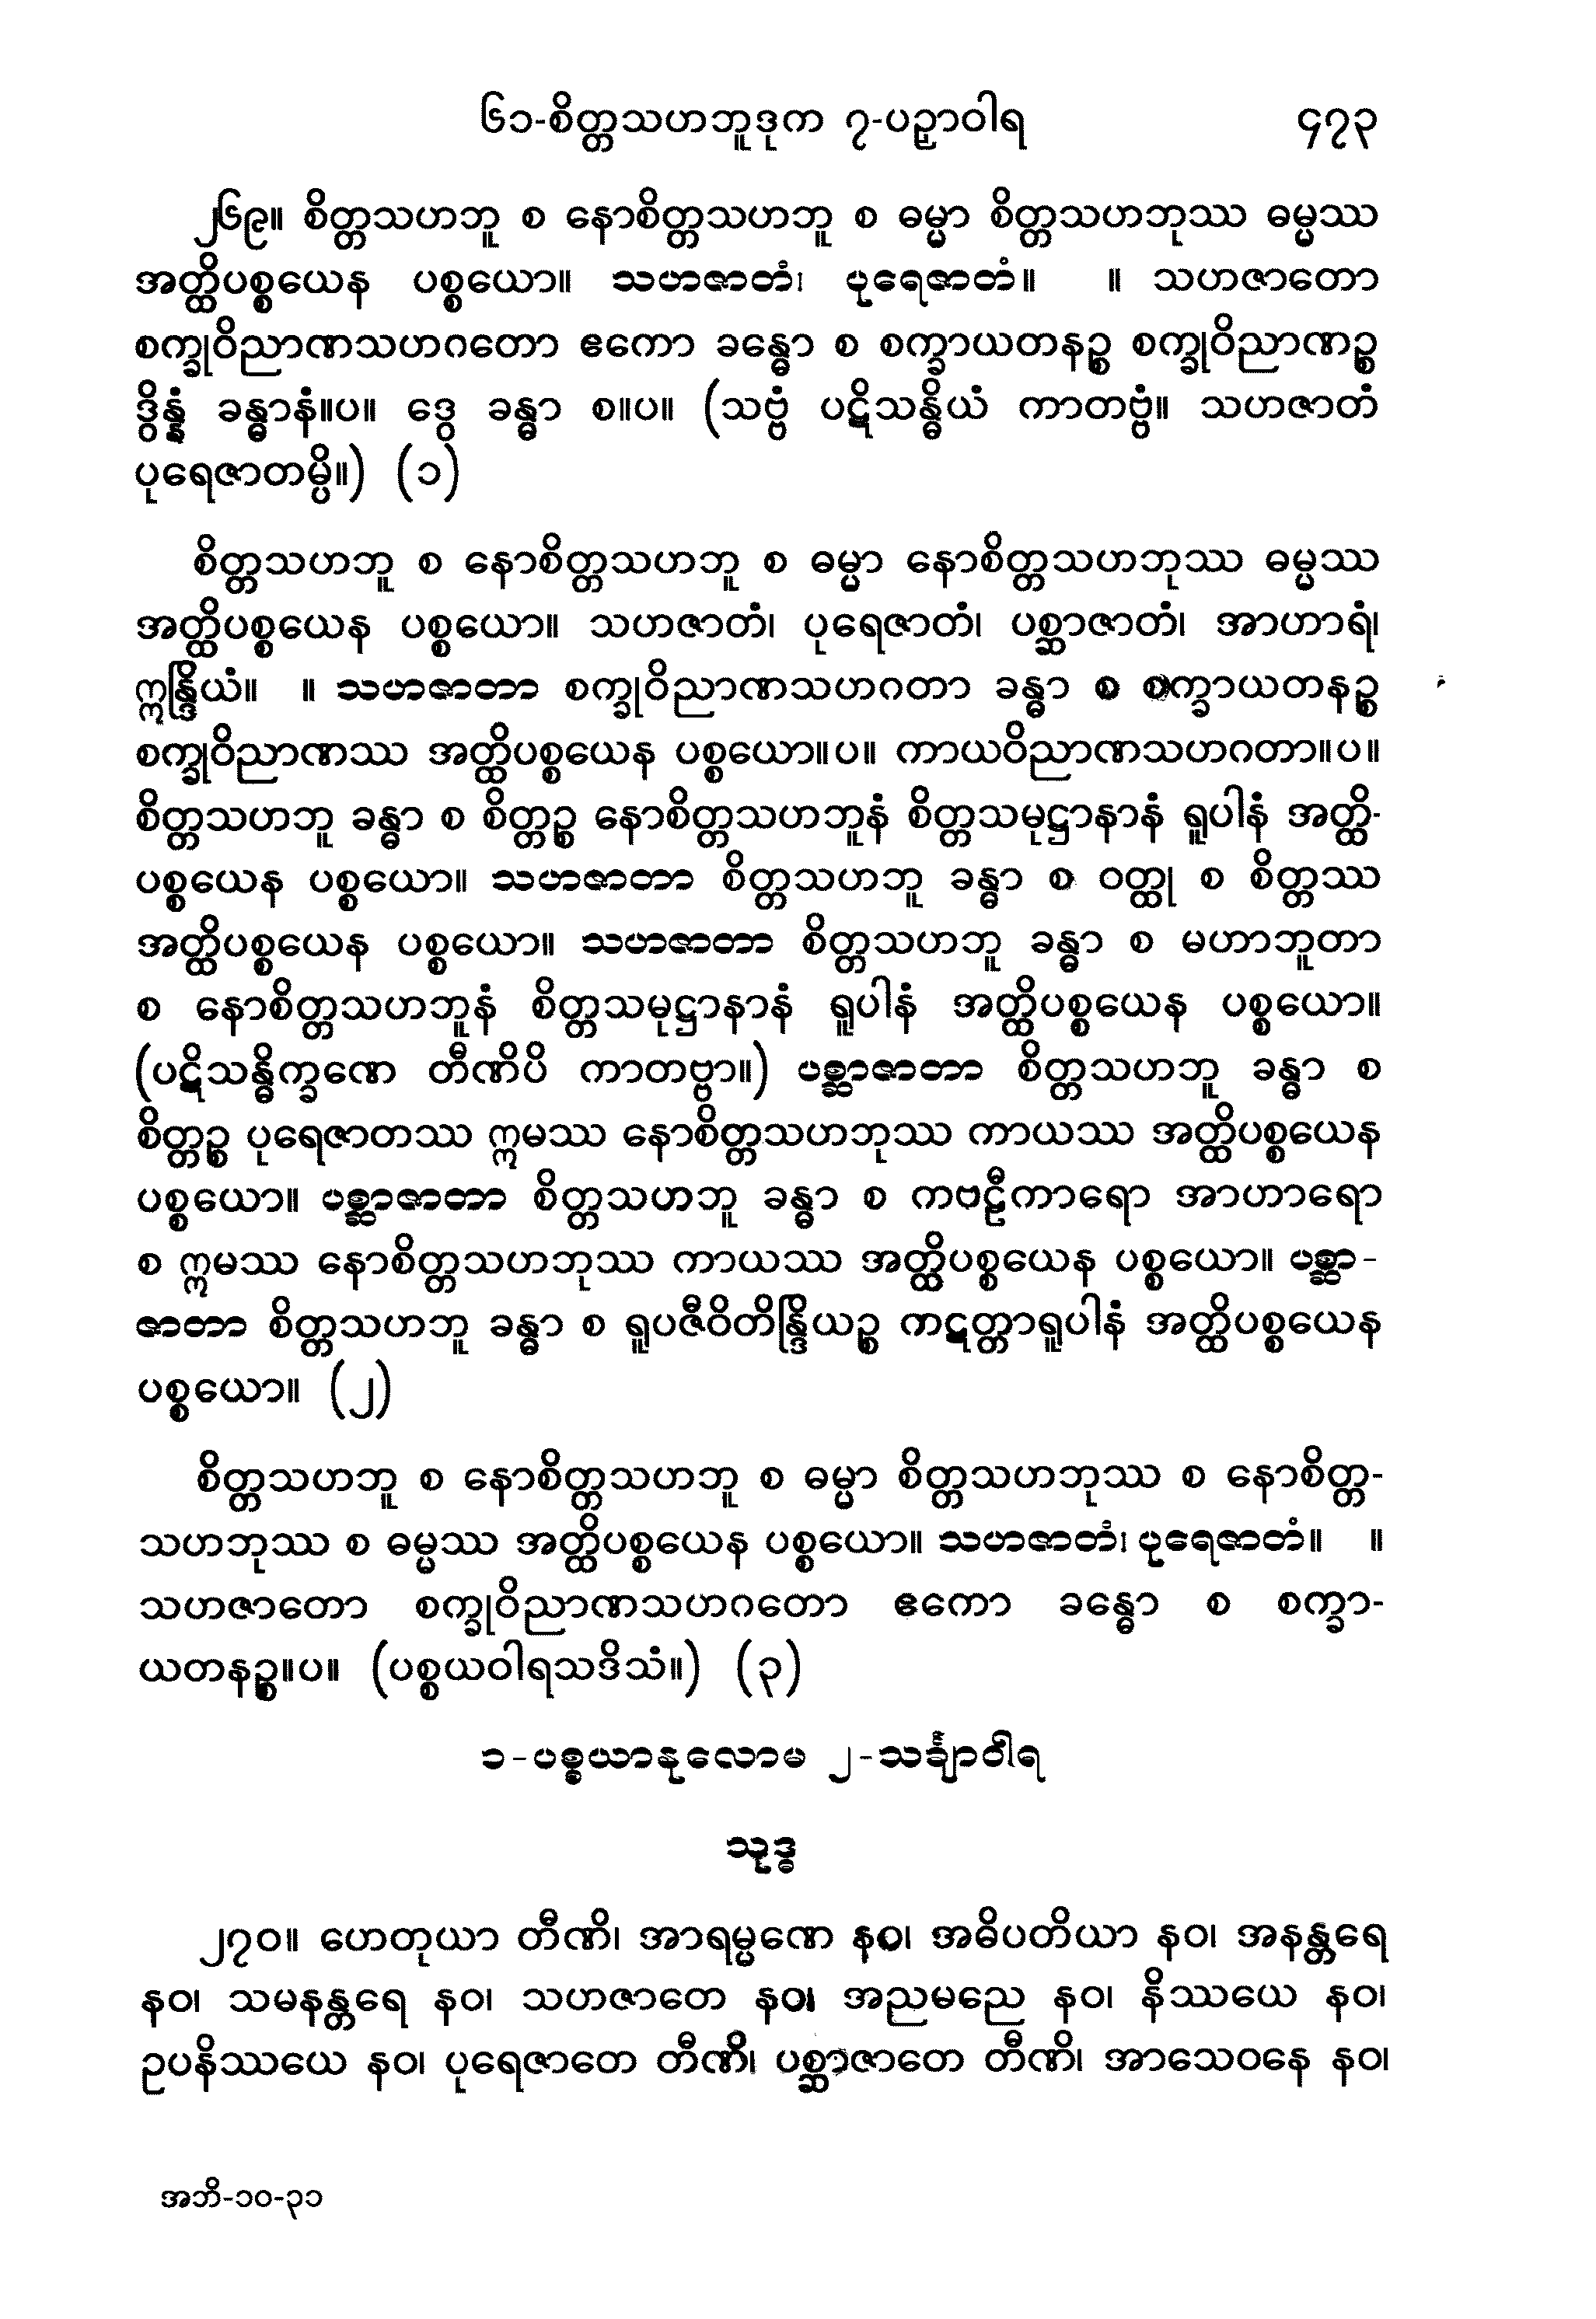 ၆၁-စိတ္တသဟဘူဒုက ၇-ပဉှာဝါရ ၄၇၃
၂၆၉။ စိတ္တသဟဘူ စ နောစိတ္တသဟဘူ စ ဓမ္မာ စိတ္တသဟဘုဿ ဓမ္မဿ
အတ္ထိပစ္စယေန ပစ္စယော။ သဟဇာတံ၊ ပုရေဇာတံ။ ။ သဟဇာတော
စက္ခုဝိညာဏသဟဂတော ဧကော ခန္ဓော စ စက္ခာယတနဉ္စ စက္ခုဝိညာဏဉ္စ
ဒွိန္နံ ခန္ဓာနံ။ပ။ ဒွေ ခန္ဓာ စ။ပ။ (သဗ္ဗံ ပဋိသန္ဓိယံ ကာတဗ္ဗံ။ သဟဇာတံ
ပုရေဇာတမ္ပိ။) (၁)
စိတ္တသဟဘူ စ နောစိတ္တသဟဘူ စ ဓမ္မာ နောစိတ္တသဟဘုဿ ဓမ္မဿ
အတ္ထိပစ္စယေန ပစ္စယော။ သဟဇာတံ၊ ပုရေဇာတံ၊ ပစ္ဆာဇာတံ၊ အာဟာရံ၊
ဣန္ဒြိယံ။ ။ သဟဇာတာ စက္ခုဝိညာဏသဟဂတာ ခန္ဓာ စ စက္ခာယတနဉ္စ
စက္ခုဝိညာဏဿ အတ္ထိပစ္စယေန ပစ္စယော။ပ။ ကာယဝိညာဏသဟဂတာ။ပ။
စိတ္တသဟဘူ ခန္ဓာ စ စိတ္တဉ္စ နောစိတ္တသဟဘူနံ စိတ္တသမုဋ္ဌာနာနံ ရူပါနံ အတ္ထိ-
ပစ္စယေန ပစ္စယော။ သဟဇာတာ စိတ္တသဟဘူ ခန္ဓာ စ ဝတ္ထု စ စိတ္တဿ
အတ္ထိပစ္စယေန ပစ္စယော။ သဟဇာတာ စိတ္တသဟဘူ ခန္ဓာ စ မဟာဘူတာ
စ နောစိတ္တသဟဘူနံ စိတ္တသမုဋ္ဌာနာနံ ရူပါနံ အတ္ထိပစ္စယေန ပစ္စယော။
(ပဋိသန္ဓိက္ခဏေ တီဏိပိ ကာတဗ္ဗာ။) ပစ္ဆာဇာတာ စိတ္တသဟဘူ ခန္ဓာ စ
စိတ္တဉ္စ ပုရေဇာတဿ ဣမဿ နောစိတ္တသဟဘုဿ ကာယဿ အတ္ထိပစ္စယေန
ပစ္စယော။ ပစ္ဆာဇာတာ စိတ္တသဟဘူ ခန္ဓာ စ ကဗဠီကာရော အာဟာရော
စ ဣမဿ နောစိတ္တသဟဘုဿ ကာယဿ အတ္ထိပစ္စယေန ပစ္စယော။ ပစ္ဆာ-
ဇာတာ စိတ္တသဟဘူ ခန္ဓာ စ ရူပဇီဝိတိန္ဒြိယဉ္စ ကဋတ္တာရူပါနံ အတ္ထိပစ္စယေန
ပစ္စယော။ (၂)
စိတ္တသဟဘူ စ နောစိတ္တသဟဘူ စ ဓမ္မာ စိတ္တသဟဘုဿ စ နောစိတ္တ-
သဟဘုဿ စ ဓမ္မဿ အတ္ထိပစ္စယေန ပစ္စယော။ သဟဇာတံ၊ ပုရေဇာတံ။ ။
သဟဇာတော စက္ခုဝိညာဏသဟဂတော ဧကော ခန္ဓော စ စက္ခာ-
ယတနဉ္စ။ပ။ (ပစ္စယဝါရသဒိသံ။) (၃)
၁-ပစ္စယာနုလောမ ၂-သင်္ချာဝါရ
သုဒ္ဓ
၂၇၀။ ဟေတုယာ တီဏိ၊ အာရမ္မဏေ နဝ၊ အဓိပတိယာ နဝ၊ အနန္တရေ
နဝ၊ သမနန္တရေ နဝ၊ သဟဇာတေ နဝ၊ အညမညေ နဝ၊ နိဿယေ နဝ၊
ဥပနိဿယေ နဝ၊ ပုရေဇာတေ တီဏိ၊ ပစ္ဆာဇာတေ တီဏိ၊ အာသေဝနေ နဝ၊
အဘိ-၁၀-၃၁